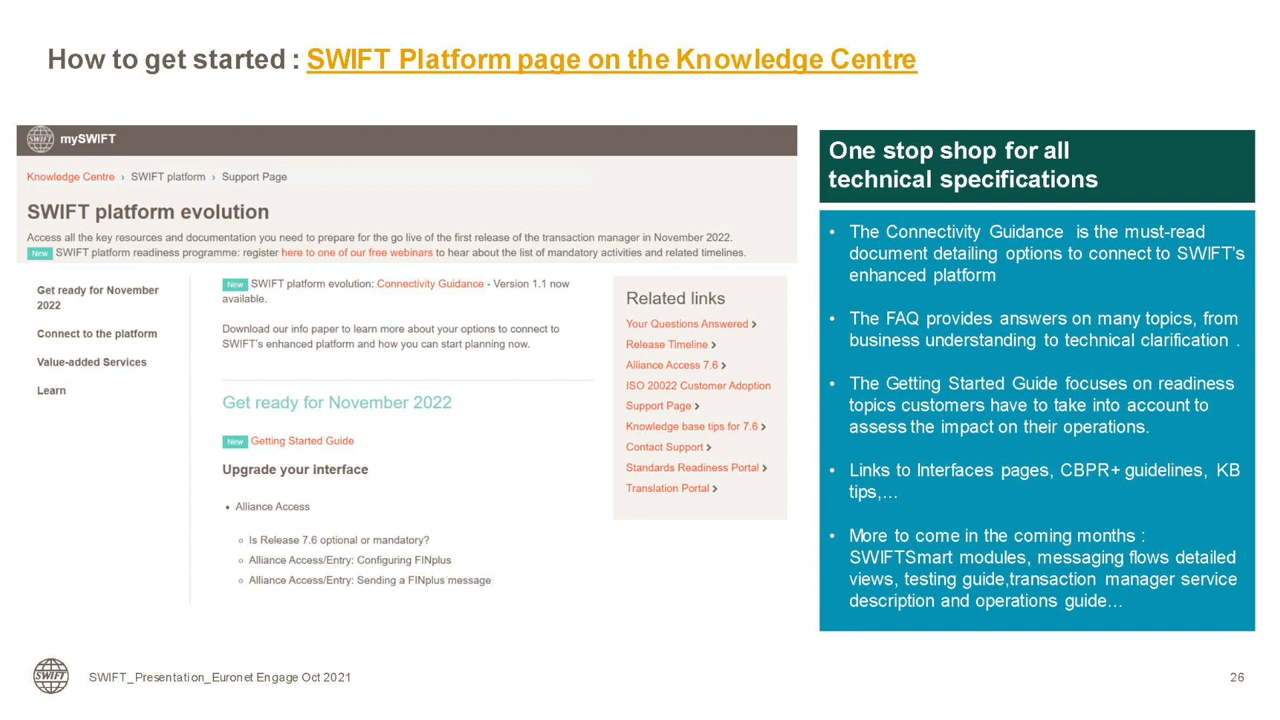 How to get started : SWIFT Platform page on the Knowledge Centre
SWIFT
mySWIFT
Knowledge Centre › SWIFT platform › Support Page
SWIFT platform evolution
Access all the key resources and documentation you need to prepare for the go live of the first release of the transaction manager in November 2022.
New SWIFT platform readiness programme: register here to one of our free webinars to hear about the list of mandatory activities and related timelines.
Get ready for November
2022
Connect to the platform
Value-added Services
Learn
New SWIFT platform evolution: Connectivity Guidance - Version 1.1 now
available.
Download our info paper to learn more about your options to connect to
SWIFT's enhanced platform and how you can start planning now.
Get ready for November 2022
New Getting Started Guide
Upgrade your interface
• Alliance Access
o Is Release 7.6 optional or mandatory?
o Alliance Access/Entry: Configuring FINplus
o Alliance Access/Entry: Sending a FINplus message
Related links
Your Questions Answered ›
Release Timeline ›
Alliance Access 7.6 ›
ISO 20022 Customer Adoption
Support Page ›
Knowledge base tips for 7.6 ›
Contact Support ›
Standards Readiness Portal ›
Translation Portal ›
One stop shop for all
technical specifications
• The Connectivity Guidance is the must-read
document detailing options to connect to SWIFT's
enhanced platform
• The FAQ provides answers on many topics, from
business understanding to technical clarification .
• The Getting Started Guide focuses on readiness
topics customers have to take into account to
assess the impact on their operations.
• Links to Interfaces pages, CBPR+ guidelines, KB
tips,…
• More to come in the coming months :
SWIFTSmart modules, messaging flows detailed
views, testing guide,transaction manager service
description and operations guide…
SWIFT
SWIFT_Presentation_Euronet Engage Oct 2021
26